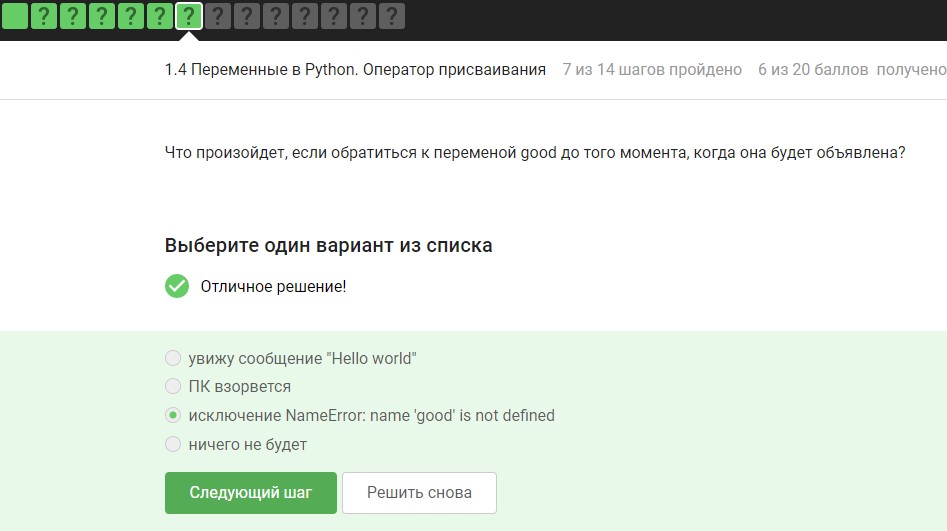 ? ? ? ? ? ? ? ? ? ? ? ? ?
1.4 Переменные в Python. Оператор присваивания 7 из 14 шагов пройдено 6 из 20 баллов получено
Что произойдет, если обратиться к переменой good до того момента, когда она будет объявлена?
Выберите один вариант из списка
Отличное решение!
увижу сообщение "Hello world"
ПК взорвется
исключение NameError: name 'good' is not defined
ничего не будет
Следующий шаг Решить снова